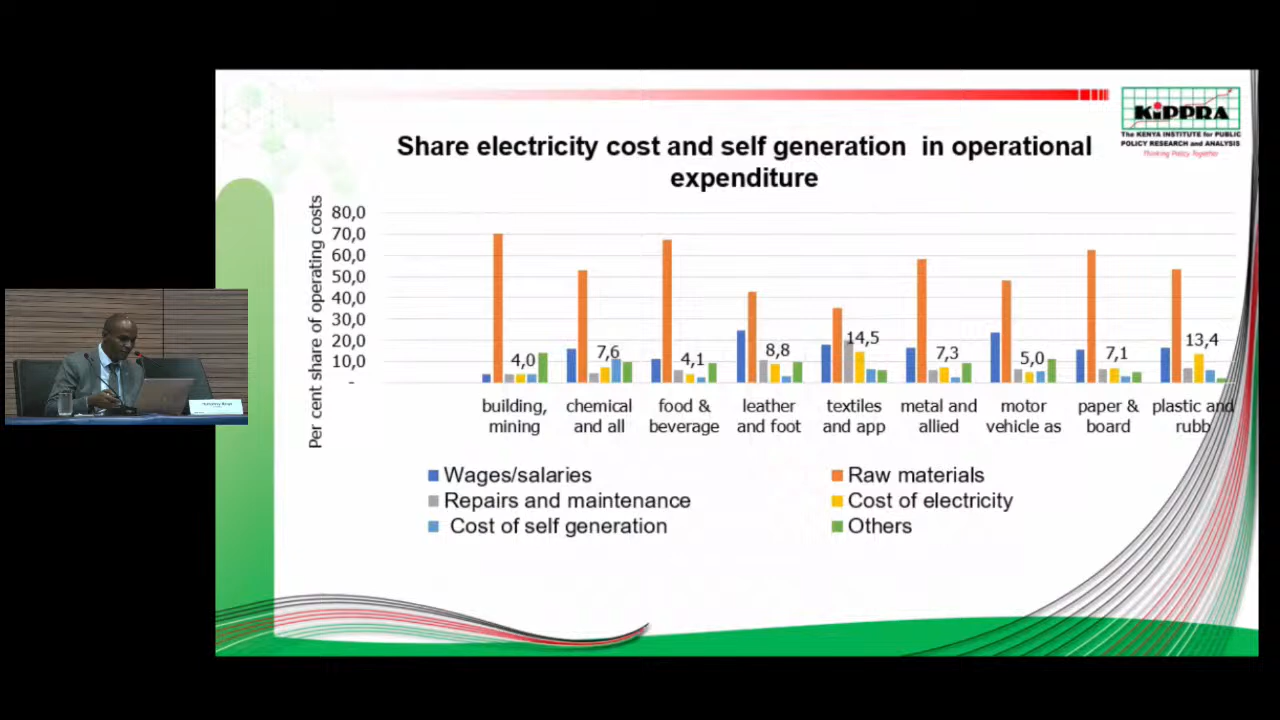 KIPPRA
The KENYA INSTITUTE for PUBLIC
POLICY RESEARCH and ANALYSIS
Thinking Policy Together
Share electricity cost and self generation in operational
expenditure
Per cent share of operating costs
80,0
70,0
60,0
50,0
40,0
30,0
20,0
10,0
-
4,0
7,6
4,1
8,8
14,5
7,3
5,0
7,1
13,4
building,
mining
chemical
and all
food &
beverage
leather
and foot
textiles
and app
metal and
allied
motor
vehicle as
paper &
board
plastic and
rubb
Wages/salaries
Raw materials
Repairs and maintenance
Cost of electricity
Cost of self generation
Others